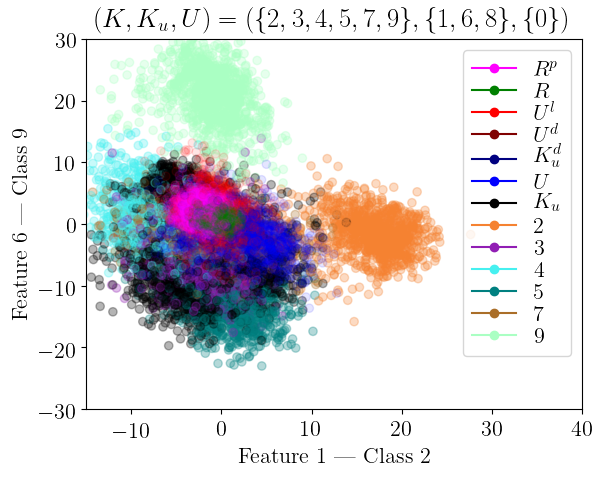 (K, K_u, U) = ({2, 3, 4, 5, 7, 9}, {1, 6, 8}, {0})
30
20
10
0
−10
−20
−30
Feature 6 — Class 9
−10
0
10
20
30
40
Feature 1 — Class 2
R^p
R
U^l
U^d
K_u^d
U
K_u
2
3
4
5
7
9